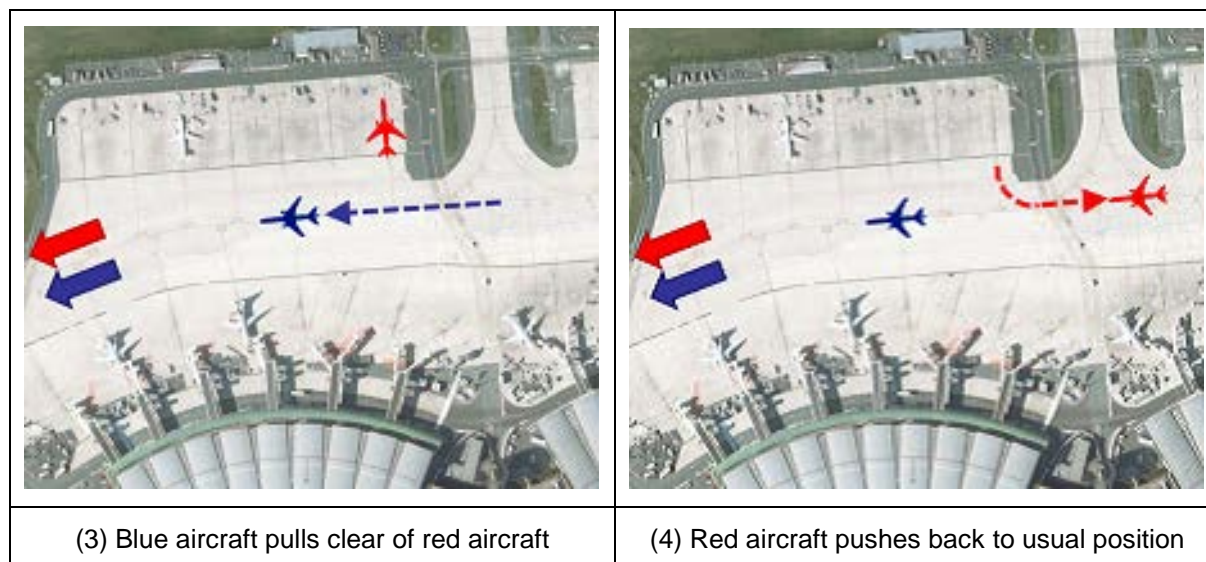 (3) Blue aircraft pulls clear of red aircraft
(4) Red aircraft pushes back to usual position